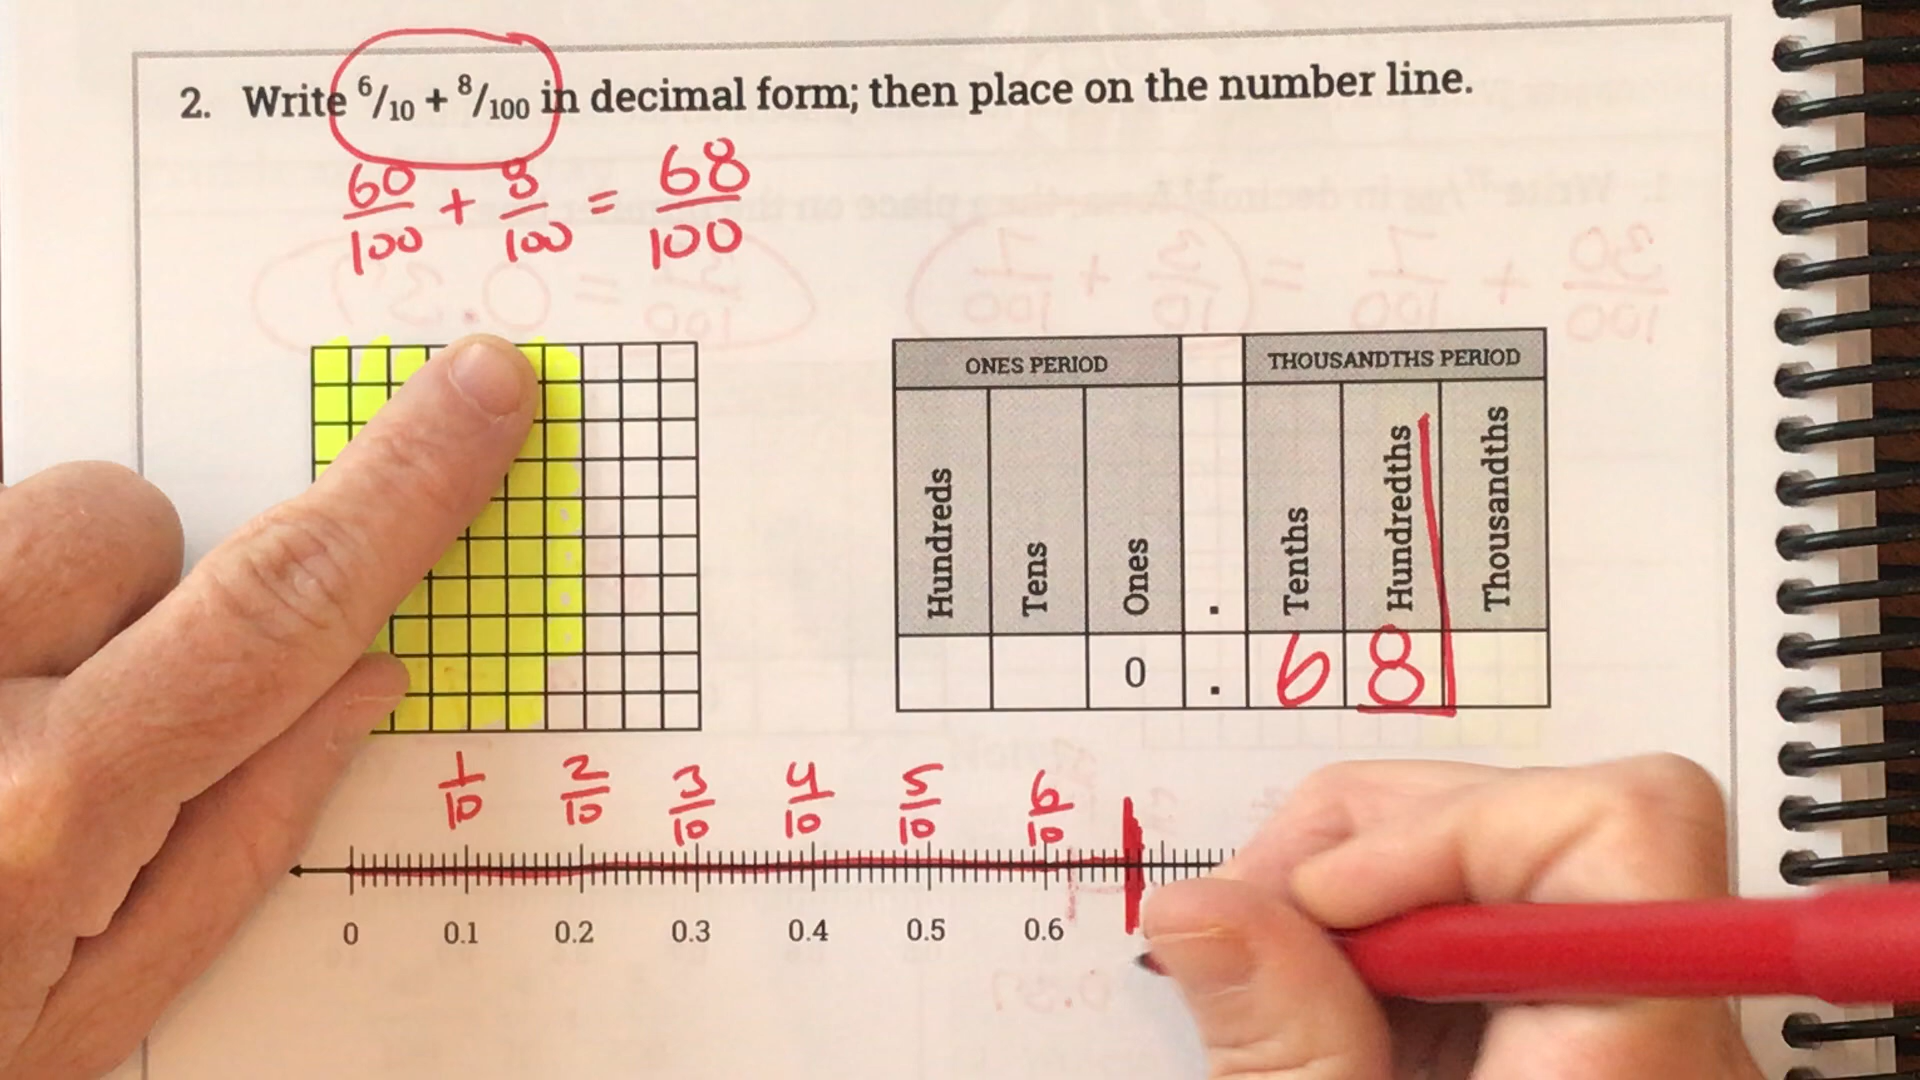 2. Write 6/10 + 8/100 in decimal form; then place on the number line.
60/100 + 8/100 = 68/100
ONES PERIOD THOUSANDTHS PERIOD
Hundreds Tens Ones . Tenths Hundredths Thousandths
0 . 6 8
1/10 2/10 3/10 4/10 5/10 6/10
0 0.1 0.2 0.3 0.4 0.5 0.6